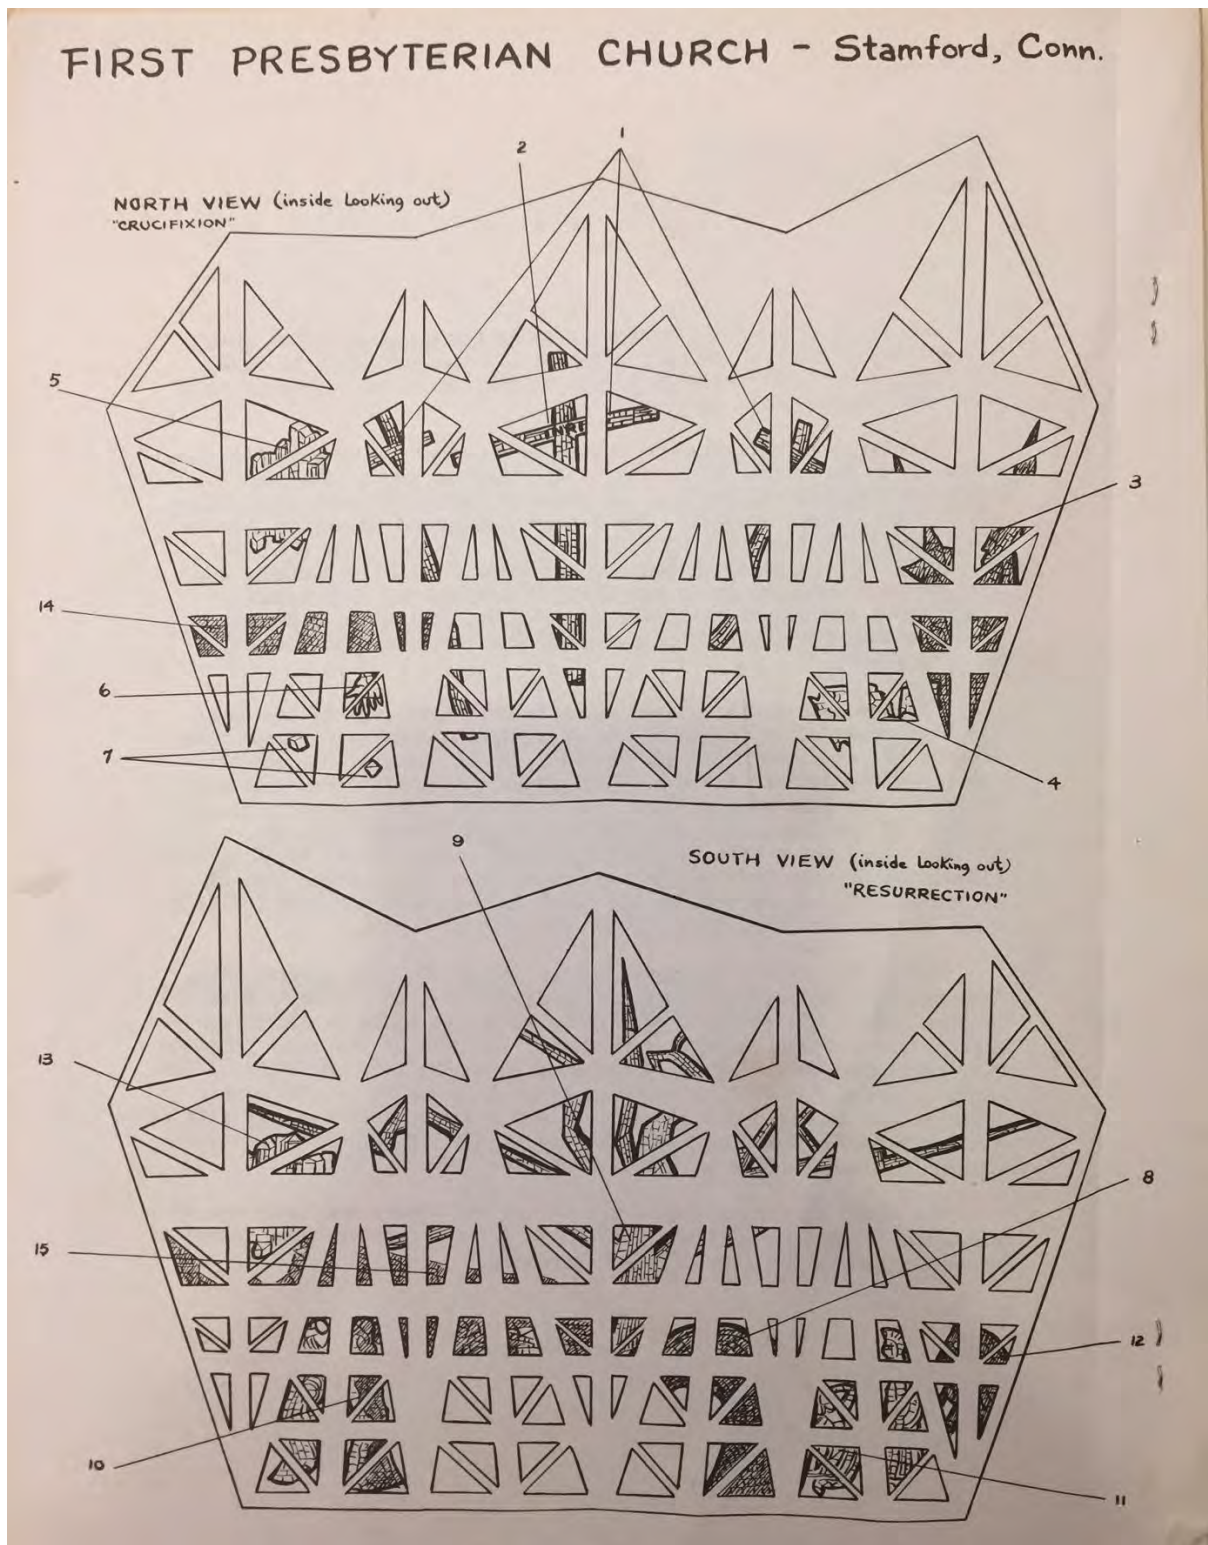 FIRST PRESBYTERIAN CHURCH - Stamford, Conn.
1
2
NORTH VIEW (inside Looking out)
"CRUCIFIXION"
5
INRI
3
14
6
7
4
9
SOUTH VIEW (inside Looking out)
"RESURRECTION"
13
8
15
12
10
11